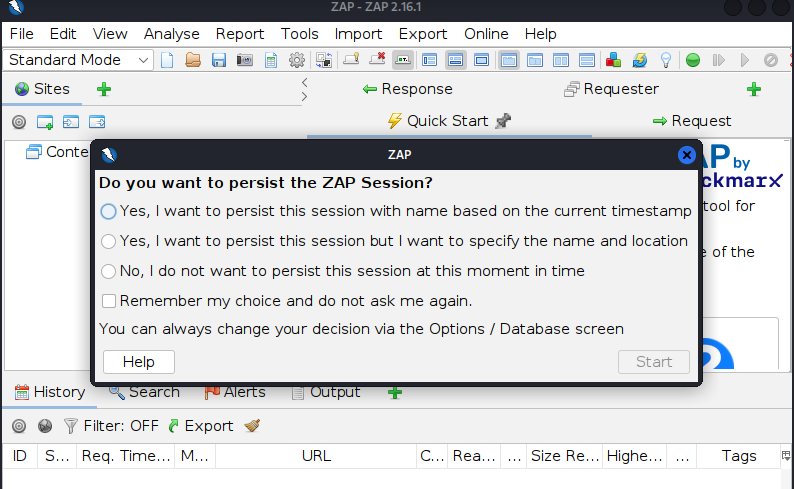 ZAP - ZAP 2.16.1
File Edit View Analyse Report Tools Import Export Online Help
Standard Mode
Sites
Response Requester
Quick Start Request
Conte
AP by
ckmarx
tool for
e of the
ZAP
Do you want to persist the ZAP Session?
Yes, I want to persist this session with name based on the current timestamp
Yes, I want to persist this session but I want to specify the name and location
No, I do not want to persist this session at this moment in time
Remember my choice and do not ask me again.
You can always change your decision via the Options / Database screen
Help Start
History Search Alerts Output
Filter: OFF Export
ID S... Req. Time... M... URL C... Rea... ... Size Re... Highe... ... Tags